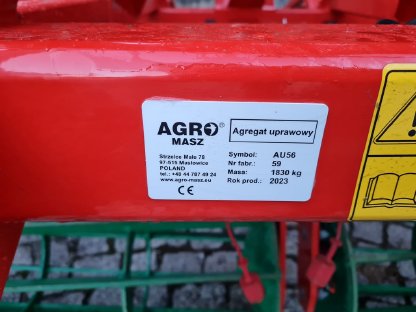 AGRO®
MASZ
Strzelce Małe 78
97-515 Masłowice
POLAND
tel.: +48 44 787 49 24
www.agro-masz.eu
CE
Agregat uprawowy
Symbol: AU56
Nr fabr.: 59
Masa: 1830 kg
Rok prod.: 2023